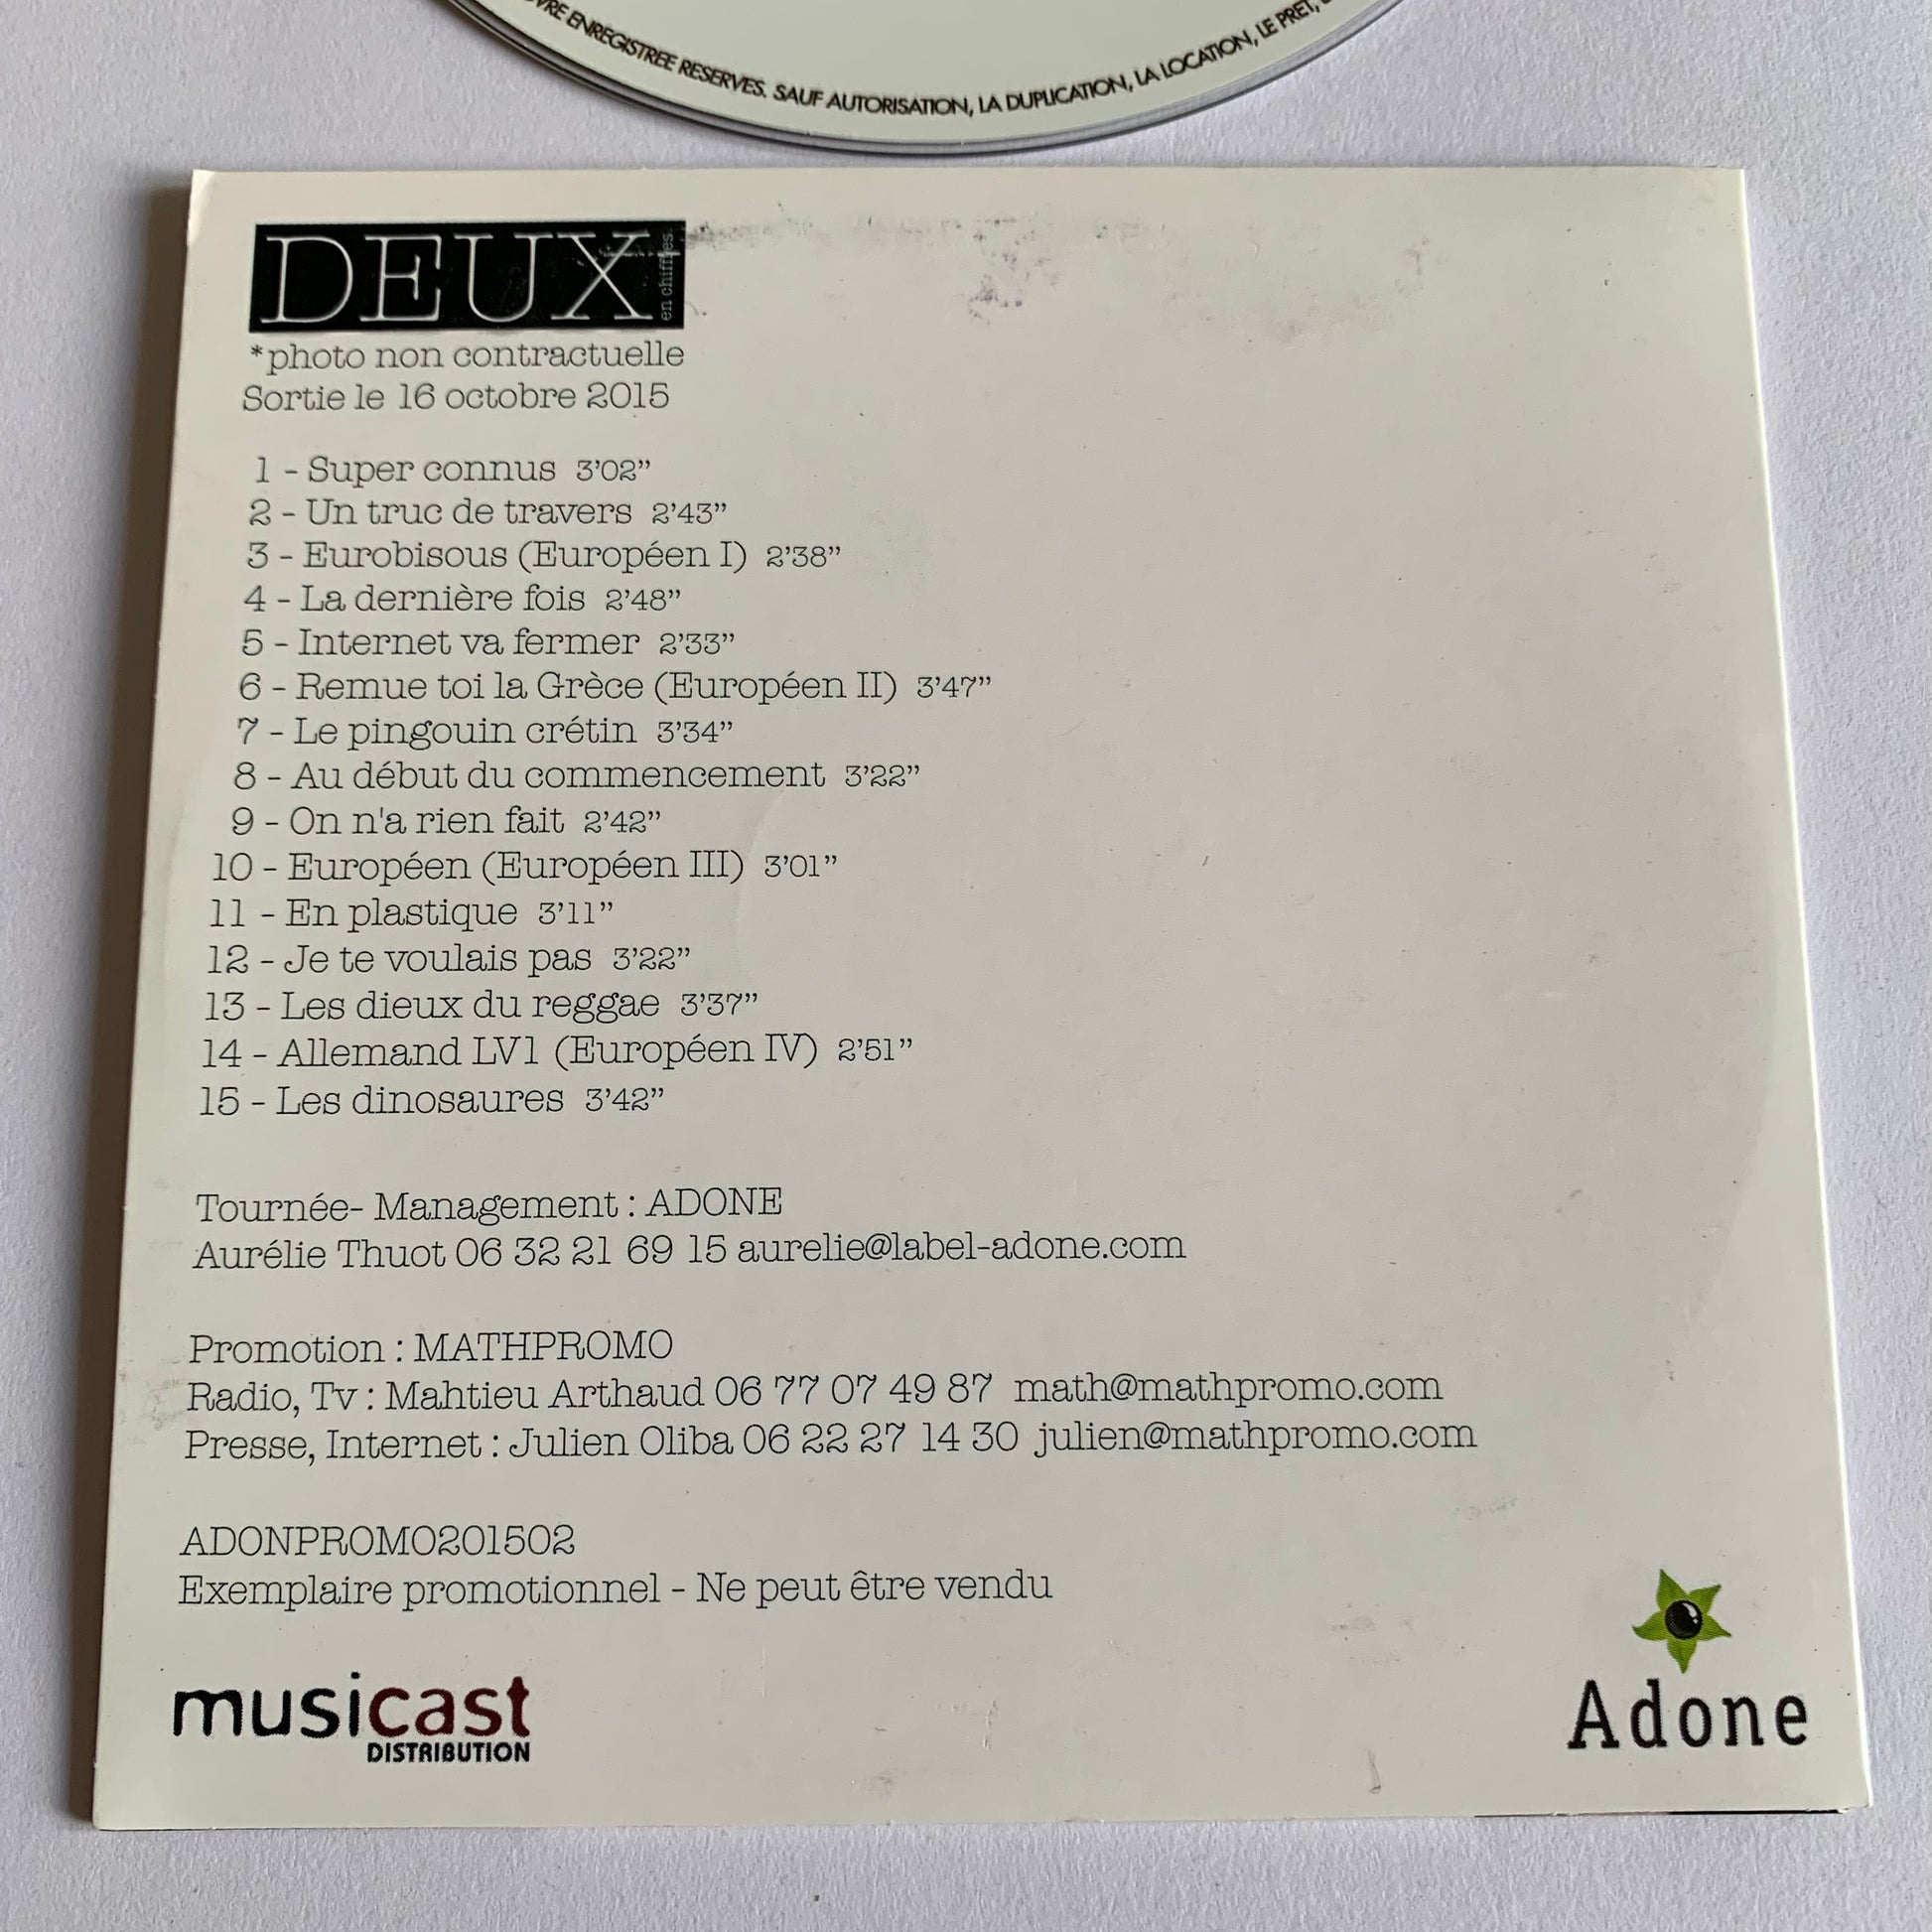 ENREGISTREE RESERVES. SAUF AUTORISATION, LA DUPLICATION, LA LOCATION, LE PRET,
DEUX
en chiffres
*photo non contractuelle
Sortie le 16 octobre 2015
1 - Super connus 3'02”
2 - Un truc de travers 2'43”
3 - Eurobisous (Européen I) 2'38”
4 - La dernière fois 2'48”
5 - Internet va fermer 2'33”
6 - Remue toi la Grèce (Européen II) 3'47”
7 - Le pingouin crétin 3'34”
8 - Au début du commencement 3'22”
9 - On n'a rien fait 2'42”
10 - Européen (Européen III) 3'01”
11 - En plastique 3'11”
12 - Je te voulais pas 3'22”
13 - Les dieux du reggae 3'37”
14 - Allemand LV1 (Européen IV) 2'51”
15 - Les dinosaures 3'42”
Tournée- Management : ADONE
Aurélie Thuot 06 32 21 69 15 aurelie@label-adone.com
Promotion : MATHPROMO
Radio, Tv : Mahtieu Arthaud 06 77 07 49 87 math@mathpromo.com
Presse, Internet : Julien Oliba 06 22 27 14 30 julien@mathpromo.com
ADONPROMO201502
Exemplaire promotionnel - Ne peut être vendu
musicast
DISTRIBUTION
Adone